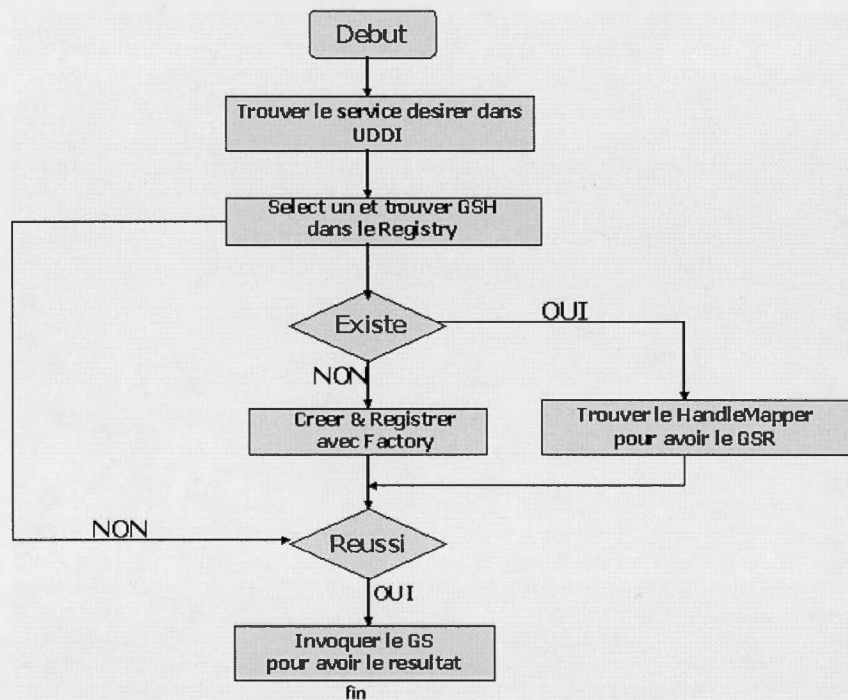 Debut
Trouver le service desirer dans
UDDI
Select un et trouver GSH
dans le Registry
Existe
OUI
NON
Creer & Registrer
avec Factory
Trouver le HandleMapper
pour avoir le GSR
NON
Reussi
OUI
Invoquer le GS
pour avoir le resultat
fin